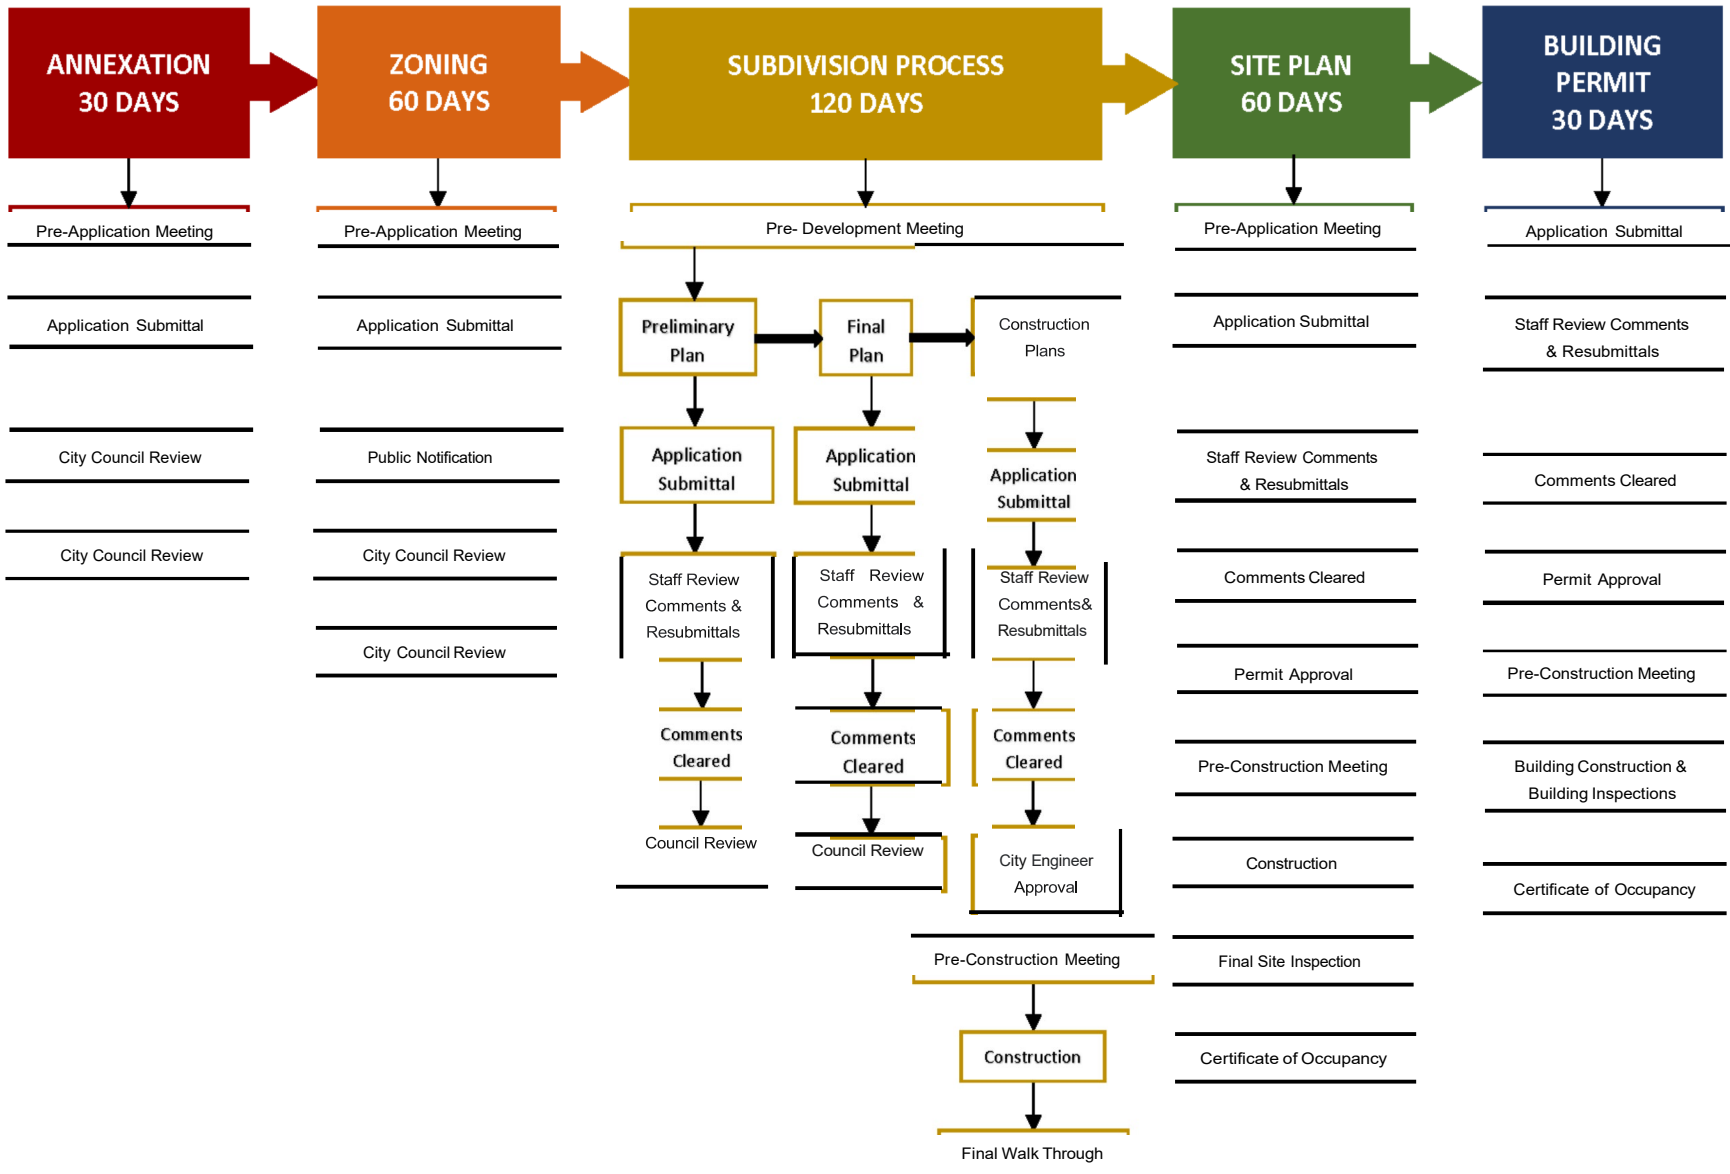 ANNEXATION
30 DAYS
Pre-Application Meeting
Application Submittal
City Council Review
City Council Review
ZONING
60 DAYS
Pre-Application Meeting
Application Submittal
Public Notification
City Council Review
City Council Review
SUBDIVISION PROCESS
120 DAYS
Pre- Development Meeting
Preliminary
Plan
Application
Submittal
Staff Review
Comments &
Resubmittals
Comments
Cleared
Council Review
Final
Plan
Application
Submittal
Staff Review
Comments &
Resubmittals
Comments
Cleared
Council Review
Construction
Plans
Application
Submittal
Staff Review
Comments&
Resubmittals
Comments
Cleared
City Engineer
Approval
Pre-Construction Meeting
Construction
Final Walk Through
SITE PLAN
60 DAYS
Pre-Application Meeting
Application Submittal
Staff Review Comments
& Resubmittals
Comments Cleared
Permit Approval
Pre-Construction Meeting
Construction
Final Site Inspection
Certificate of Occupancy
BUILDING
PERMIT
30 DAYS
Application Submittal
Staff Review Comments
& Resubmittals
Comments Cleared
Permit Approval
Pre-Construction Meeting
Building Construction &
Building Inspections
Certificate of Occupancy